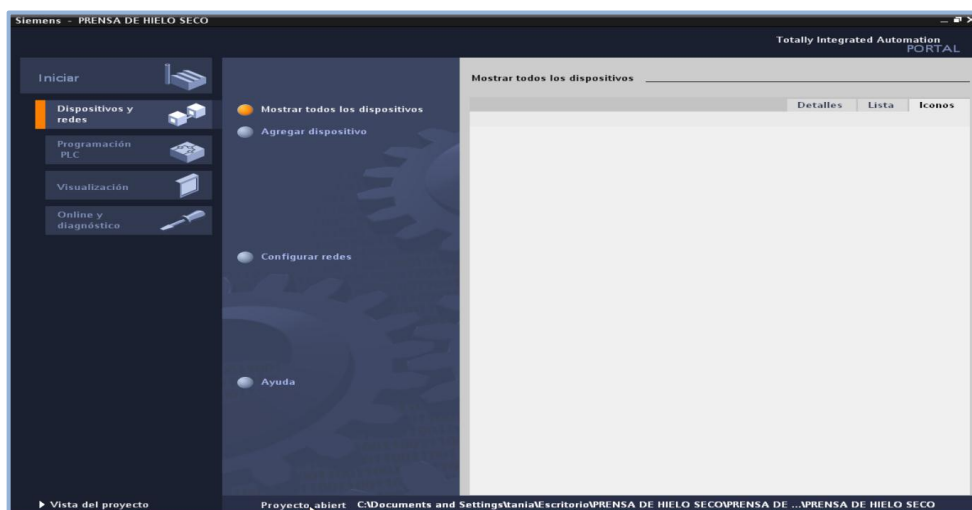 Siemens - PRENSA DE HIELO SECO
Totally Integrated Automation
PORTAL
Iniciar
Dispositivos y
redes
Programación
PLC
Visualización
Online y
diagnóstico
Mostrar todos los dispositivos
Agregar dispositivo
Configurar redes
Ayuda
Mostrar todos los dispositivos
Detalles Lista Iconos
Vista del proyecto
Proyecto abiert C:\Documents and Settings\tania\Escritorio\PRENSA DE HIELO SECO\PRENSA DE ...\PRENSA DE HIELO SECO